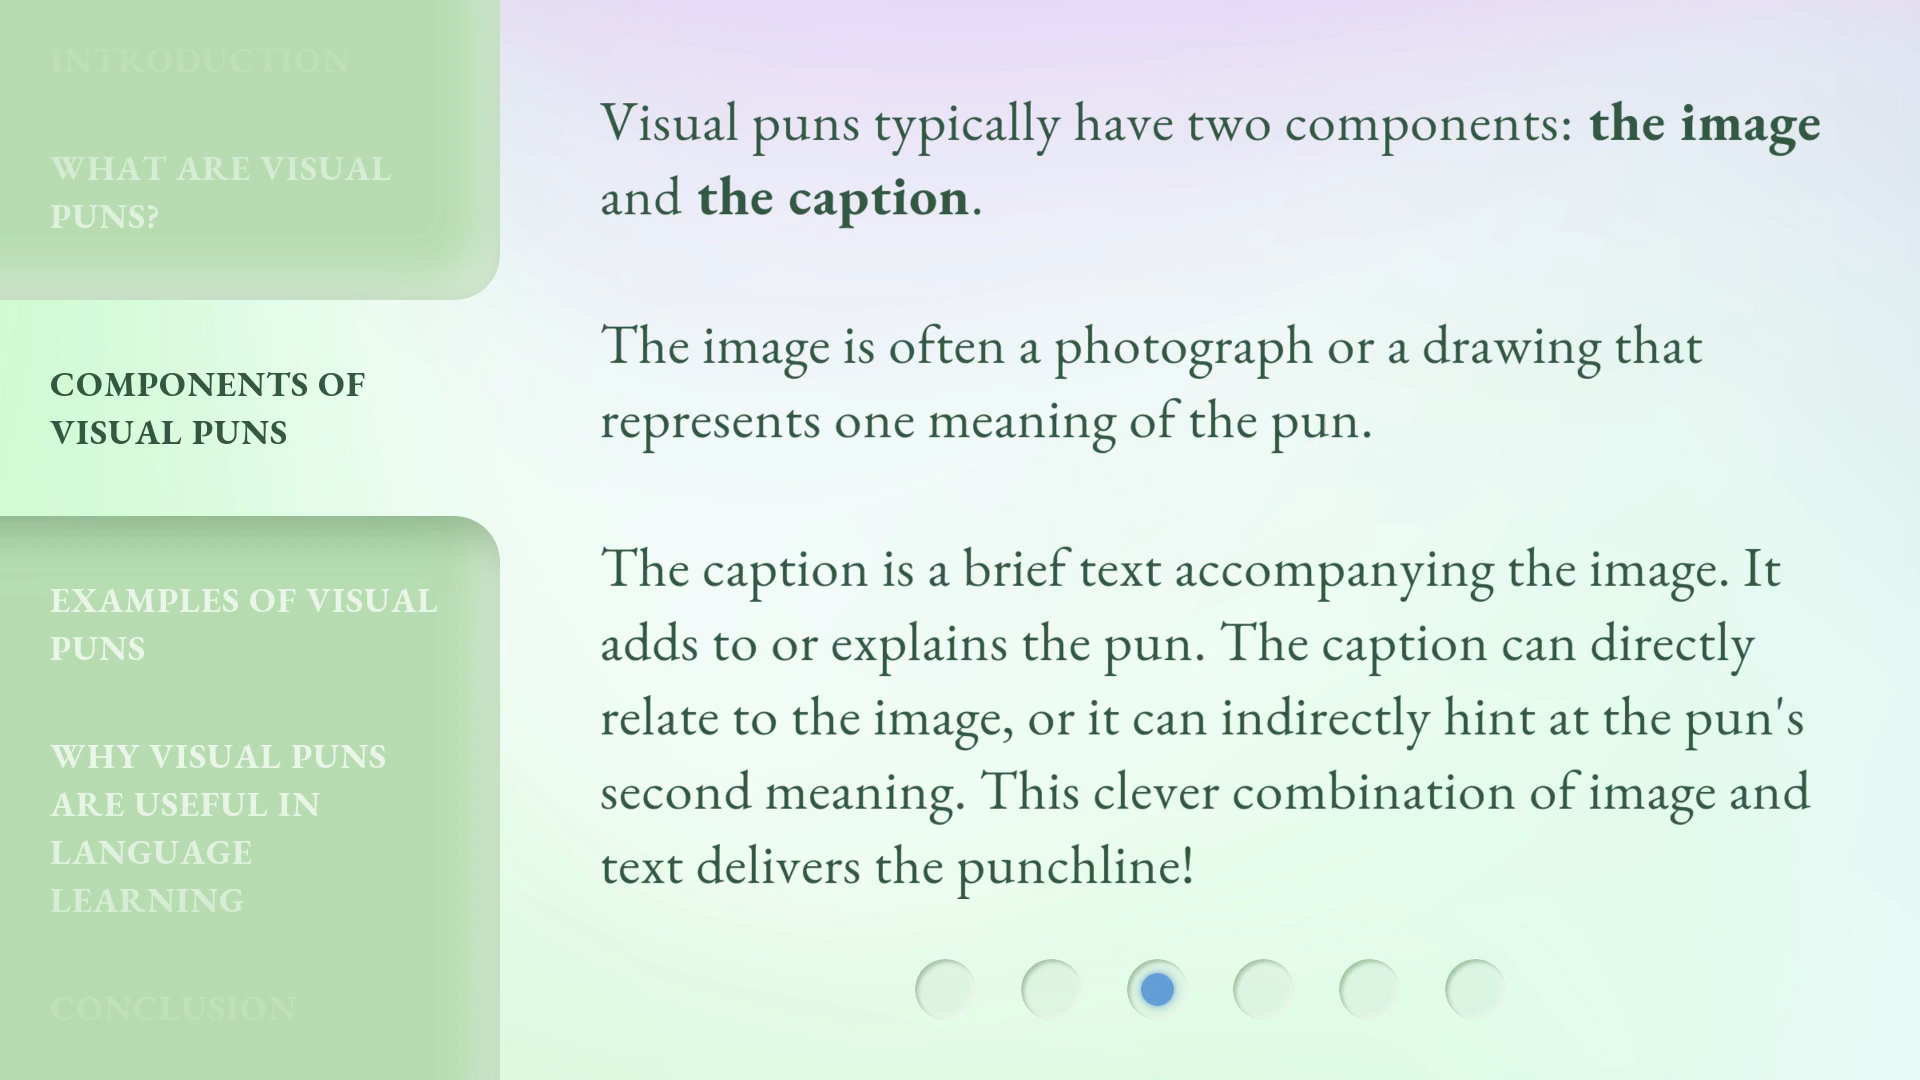 INTRODUCTION
WHAT ARE VISUAL
PUNS?
COMPONENTS OF
VISUAL PUNS
EXAMPLES OF VISUAL
PUNS
WHY VISUAL PUNS
ARE USEFUL IN
LANGUAGE
LEARNING
CONCLUSION
Visual puns typically have two components: the image
and the caption.
The image is often a photograph or a drawing that
represents one meaning of the pun.
The caption is a brief text accompanying the image. It
adds to or explains the pun. The caption can directly
relate to the image, or it can indirectly hint at the pun's
second meaning. This clever combination of image and
text delivers the punchline!